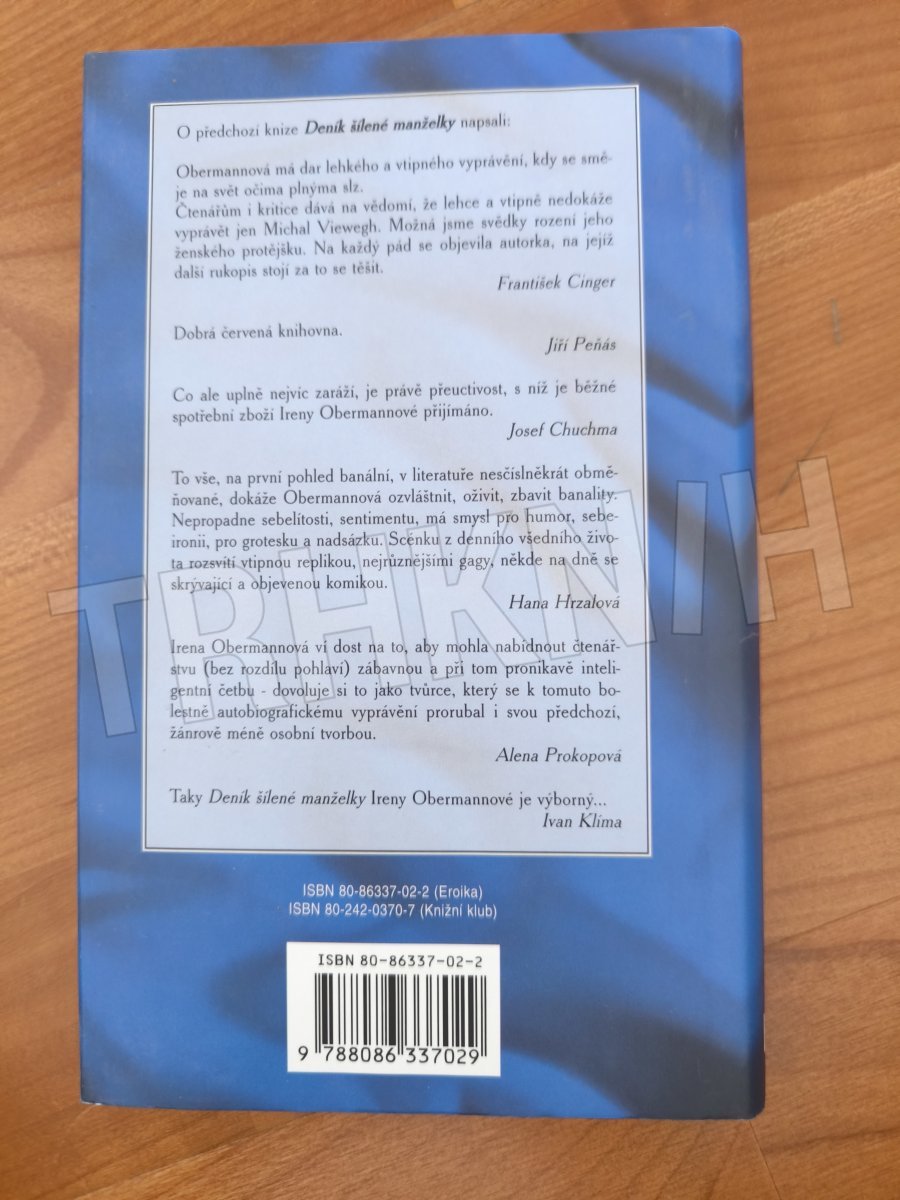 O předchozí knize Deník šílené manželky napsali:
Obermannová má dar lehkého a vtipného vyprávění, kdy se smě-
je na svět očima plnýma slz.
Čtenářům i kritice dává na vědomí, že lehce a vtipně nedokáže
vyprávět jen Michal Viewegh. Možná jsme svědky rození jeho
ženského protějšku. Na každý pád se objevila autorka, na jejíž
další rukopis stojí za to se těšit.
František Cinger
Dobrá červená knihovna.
Jiří Peňás
Co ale uplně nejvíc zaráží, je právě přeuctivost, s níž je běžné
spotřební zboží Ireny Obermannové přijímáno.
Josef Chuchma
To vše, na první pohled banální, v literatuře nesčíslněkrát obmě-
ňované, dokáže Obermannová ozvláštnit, oživit, zbavit banality.
Nepropadne sebelítosti, sentimentu, má smysl pro humor, sebe-
ironii, pro grotesku a nadsázku. Scénku z denního všedního živo-
ta rozsvítí vtipnou replikou, nejrůznějšími gagy, někde na dně se
skrývající a objevenou komikou.
Hana Hrzalová
Irena Obermannová ví dost na to, aby mohla nabídnout čtenář-
stvu (bez rozdílu pohlaví) zábavnou a při tom pronikavě inteli-
gentní četbu - dovoluje si to jako tvůrce, který se k tomuto bo-
lestně autobiografickému vyprávění prorubal i svou předchozí,
žánrově méně osobní tvorbou.
Alena Prokopová
Taky Deník šílené manželky Ireny Obermannové je výborný...
Ivan Klíma
TRHKNIH
ISBN 80-86337-02-2 (Eroika)
ISBN 80-242-0370-7 (Knižní klub)
ISBN 80-86337-02-2
9 788086 337029